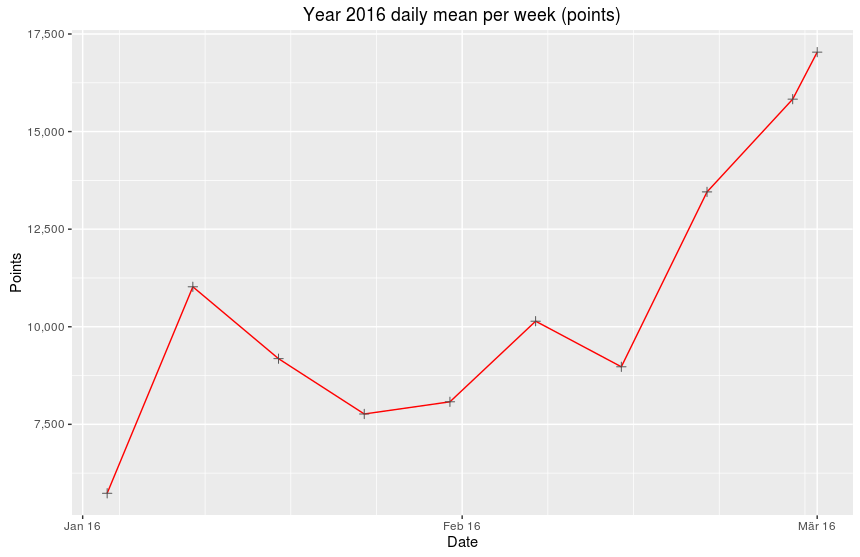 Year 2016 daily mean per week (points)
17,500
15,000
12,500
10,000
7,500
Points
Jan 16
Feb 16
Mär 16
Date